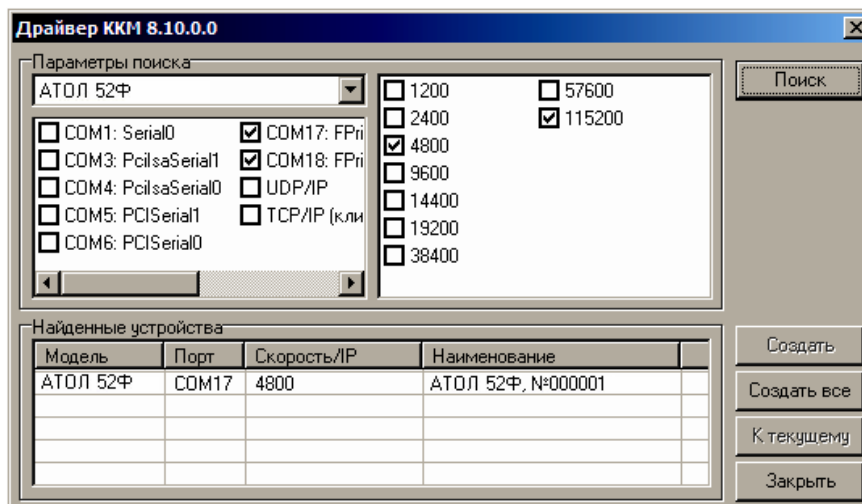 Драйвер ККМ 8.10.0.0
Параметры поиска
АТОЛ 52Ф
COM1: Serial0
COM3: PciIsaSerial1
COM4: PciIsaSerial0
COM5: PCISerial1
COM6: PCISerial0
COM17: FPri
COM18: FPri
UDP/IP
TCP/IP (кли
1200
2400
4800
9600
14400
19200
38400
57600
115200
Поиск
Найденные устройства
Модель Порт Скорость/IP Наименование
АТОЛ 52Ф COM17 4800 АТОЛ 52Ф, №000001
Создать
Создать все
К текущему
Закрыть